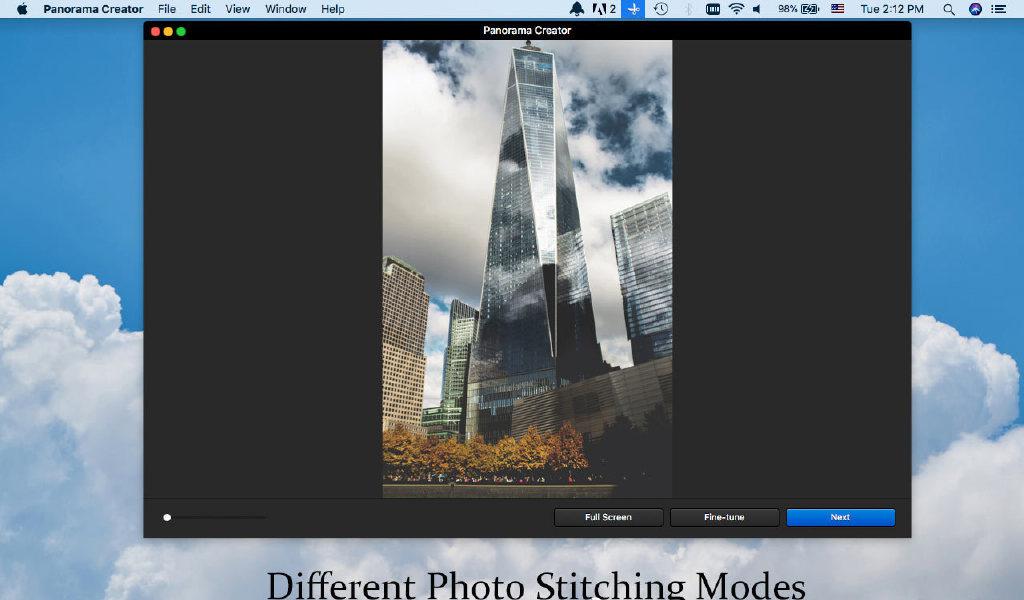 Panorama Creator File Edit View Window Help 2 98% Tue 2:12 PM
Panorama Creator
Full Screen Fine-tune Next
Different Photo Stitching Modes